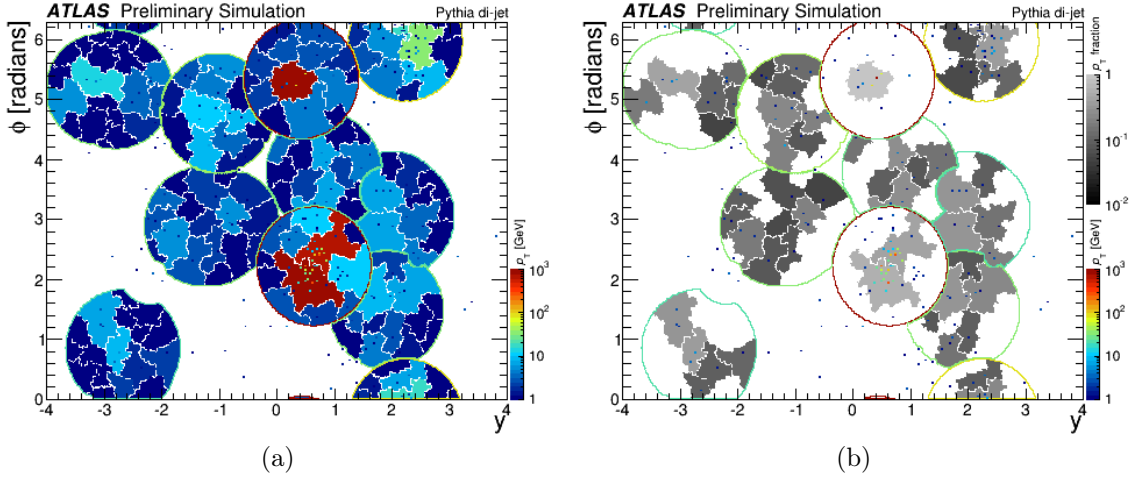 ATLAS Preliminary Simulation Pythia di-jet
ϕ [radians]
6
5
4
3
2
1
0
-4 -3 -2 -1 0 1 2 3 4
y
p_T [GeV]
10^3
10^2
10
1
(a)
ATLAS Preliminary Simulation Pythia di-jet
ϕ [radians]
6
5
4
3
2
1
0
-4 -3 -2 -1 0 1 2 3 4
y
p_T fraction
1
10^-1
10^-2
p_T [GeV]
10^3
10^2
10
1
(b)